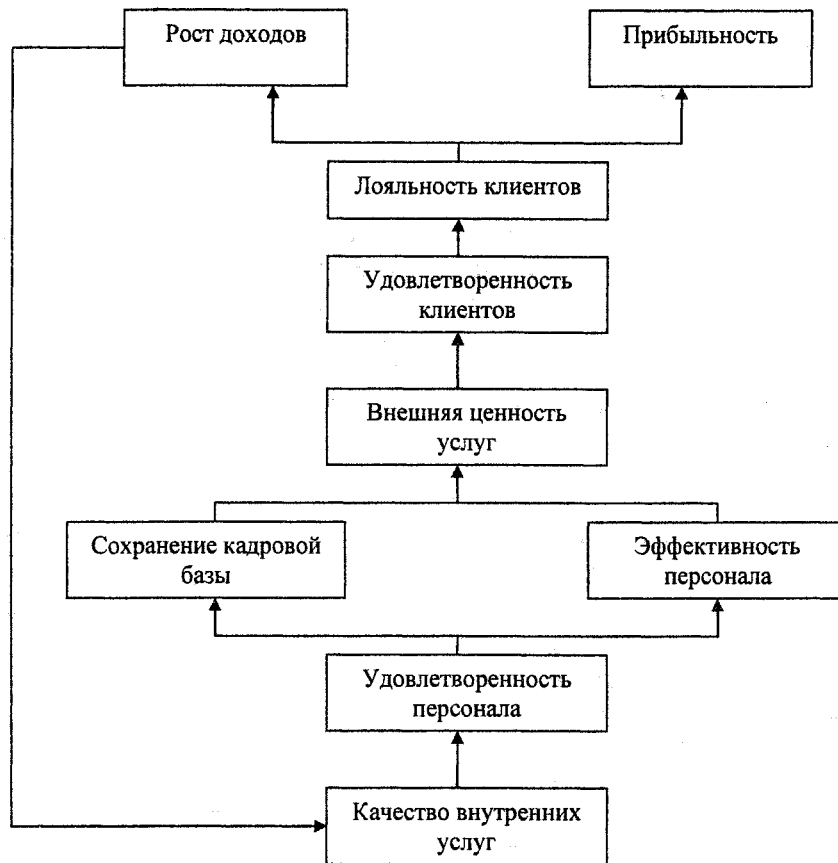 Рост доходов
Прибыльность
Лояльность клиентов
Удовлетворенность
клиентов
Внешняя ценность
услуг
Сохранение кадровой
базы
Эффективность
персонала
Удовлетворенность
персонала
Качество внутренних
услуг